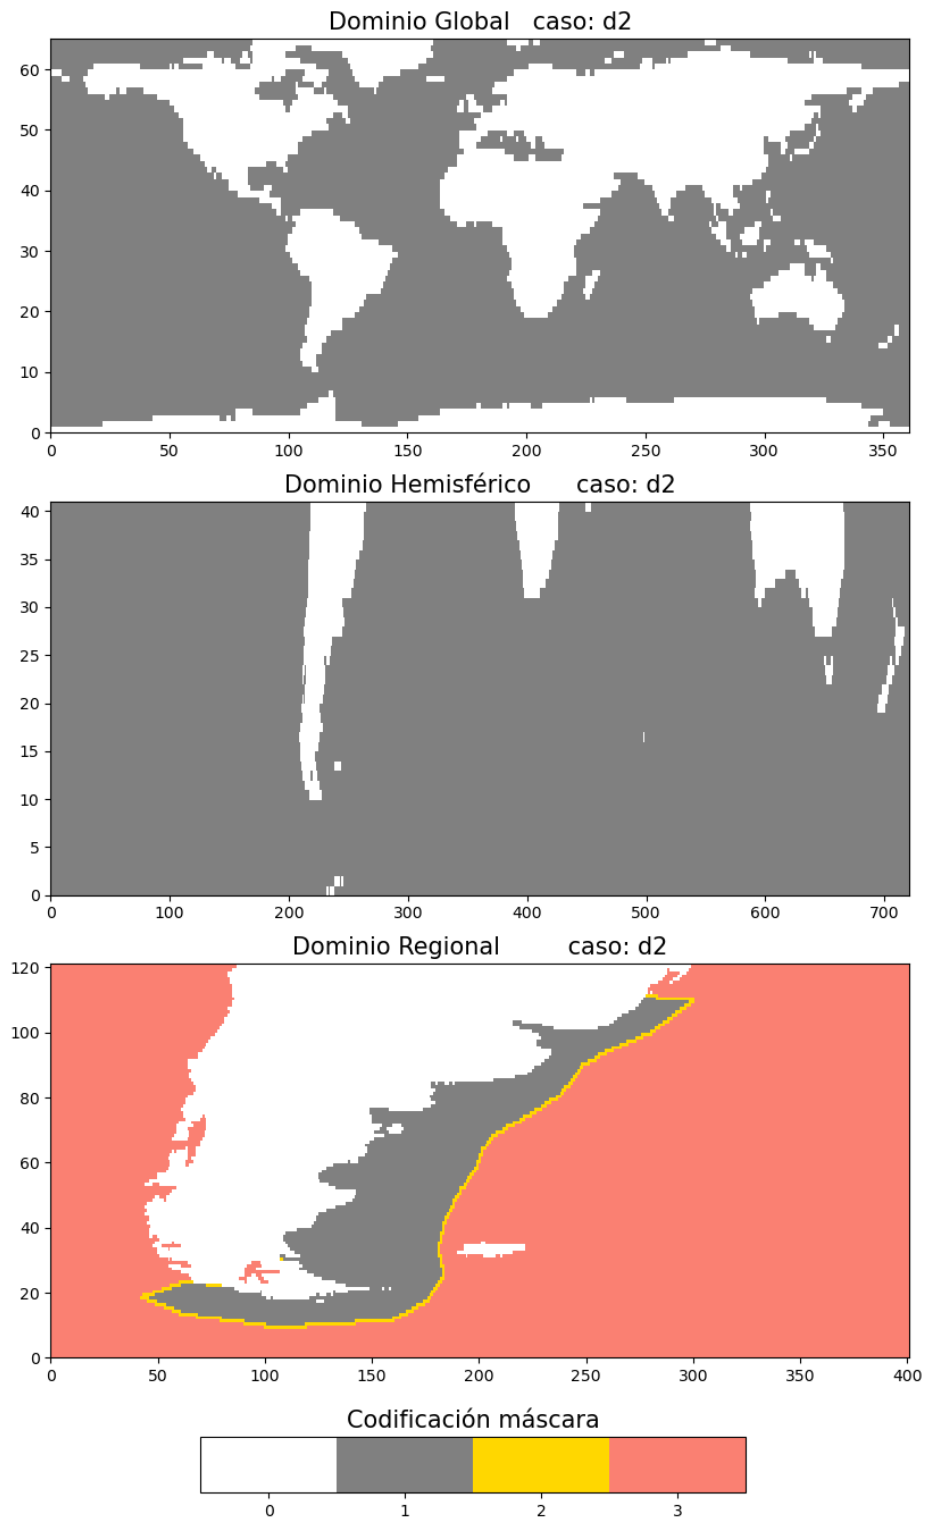 Dominio Global   caso: d2
60
50
40
30
20
10
0
0 50 100 150 200 250 300 350
Dominio Hemisférico      caso: d2
40
35
30
25
20
15
10
5
0
0 100 200 300 400 500 600 700
Dominio Regional         caso: d2
120
100
80
60
40
20
0
0 50 100 150 200 250 300 350 400
Codificación máscara
0 1 2 3